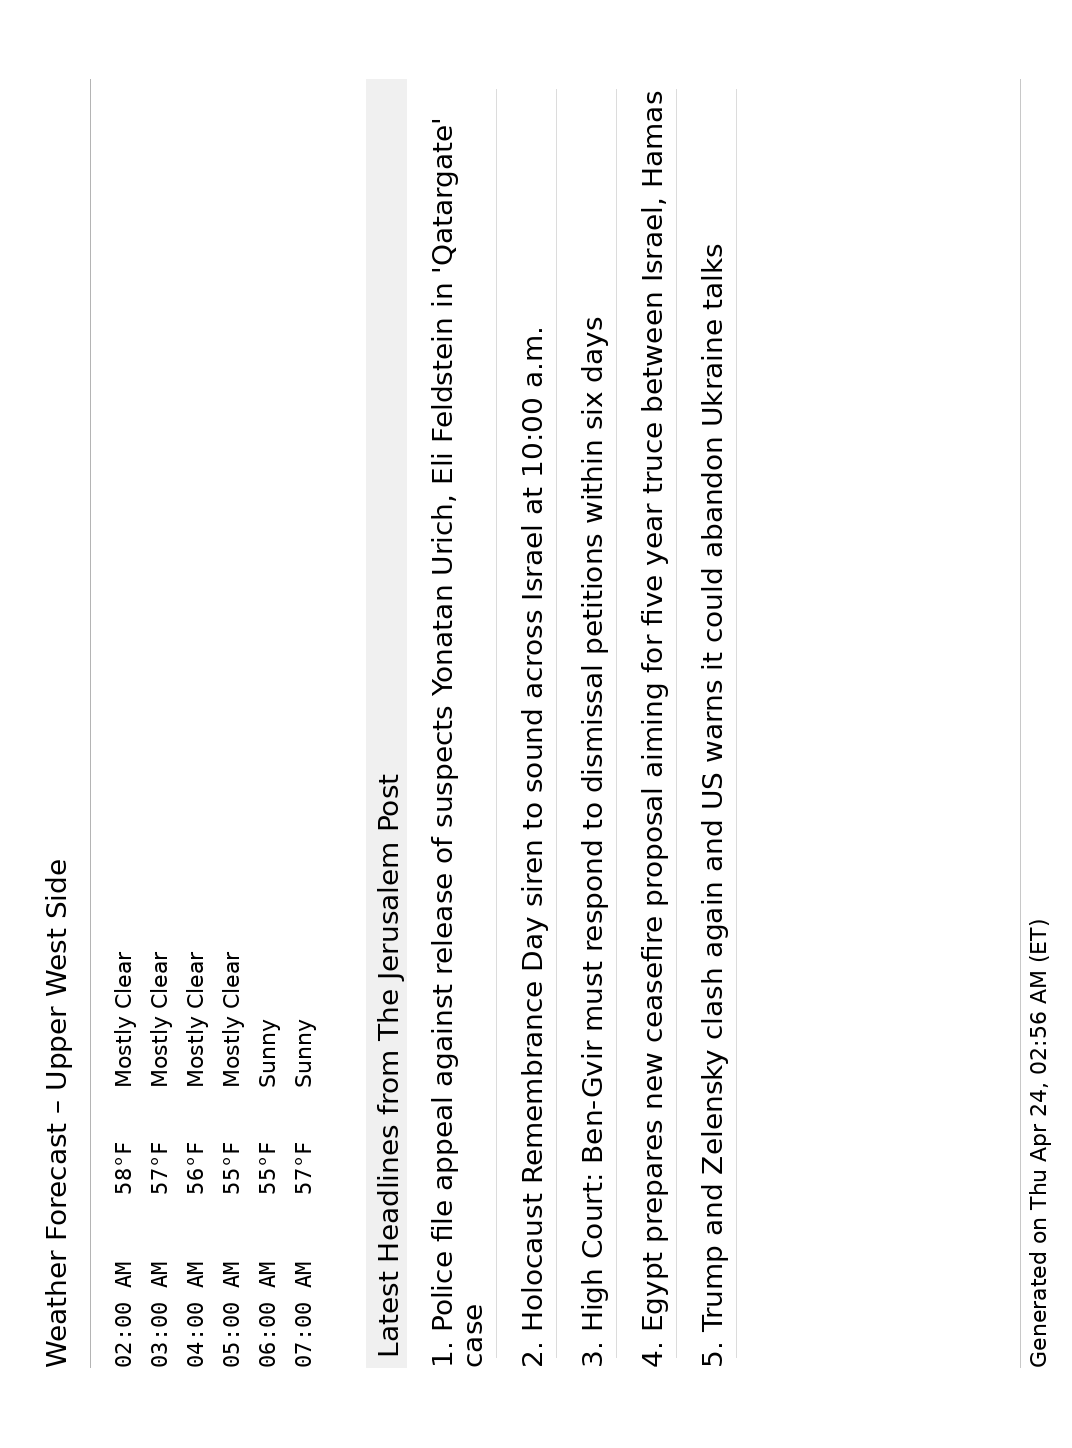 Weather Forecast – Upper West Side
02:00 AM 58°F Mostly Clear
03:00 AM 57°F Mostly Clear
04:00 AM 56°F Mostly Clear
05:00 AM 55°F Mostly Clear
06:00 AM 55°F Sunny
07:00 AM 57°F Sunny
Latest Headlines from The Jerusalem Post
1. Police file appeal against release of suspects Yonatan Urich, Eli Feldstein in 'Qatargate'
case
2. Holocaust Remembrance Day siren to sound across Israel at 10:00 a.m.
3. High Court: Ben-Gvir must respond to dismissal petitions within six days
4. Egypt prepares new ceasefire proposal aiming for five year truce between Israel, Hamas
5. Trump and Zelensky clash again and US warns it could abandon Ukraine talks
Generated on Thu Apr 24, 02:56 AM (ET)